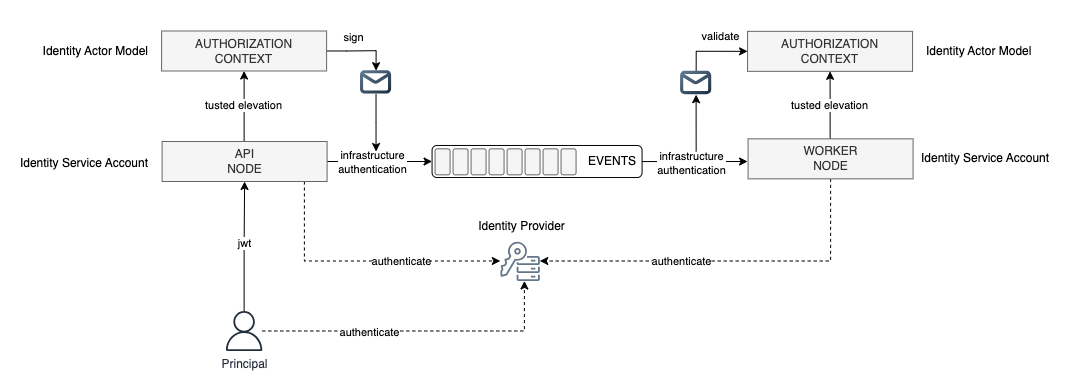 sign
validate
Identity Actor Model
AUTHORIZATION
CONTEXT
AUTHORIZATION
CONTEXT
Identity Actor Model
tusted elevation
tusted elevation
Identity Service Account
API
NODE
infrastructure
authentication
EVENTS
infrastructure
authentication
WORKER
NODE
Identity Service Account
Identity Provider
jwt
authenticate
authenticate
authenticate
Principal